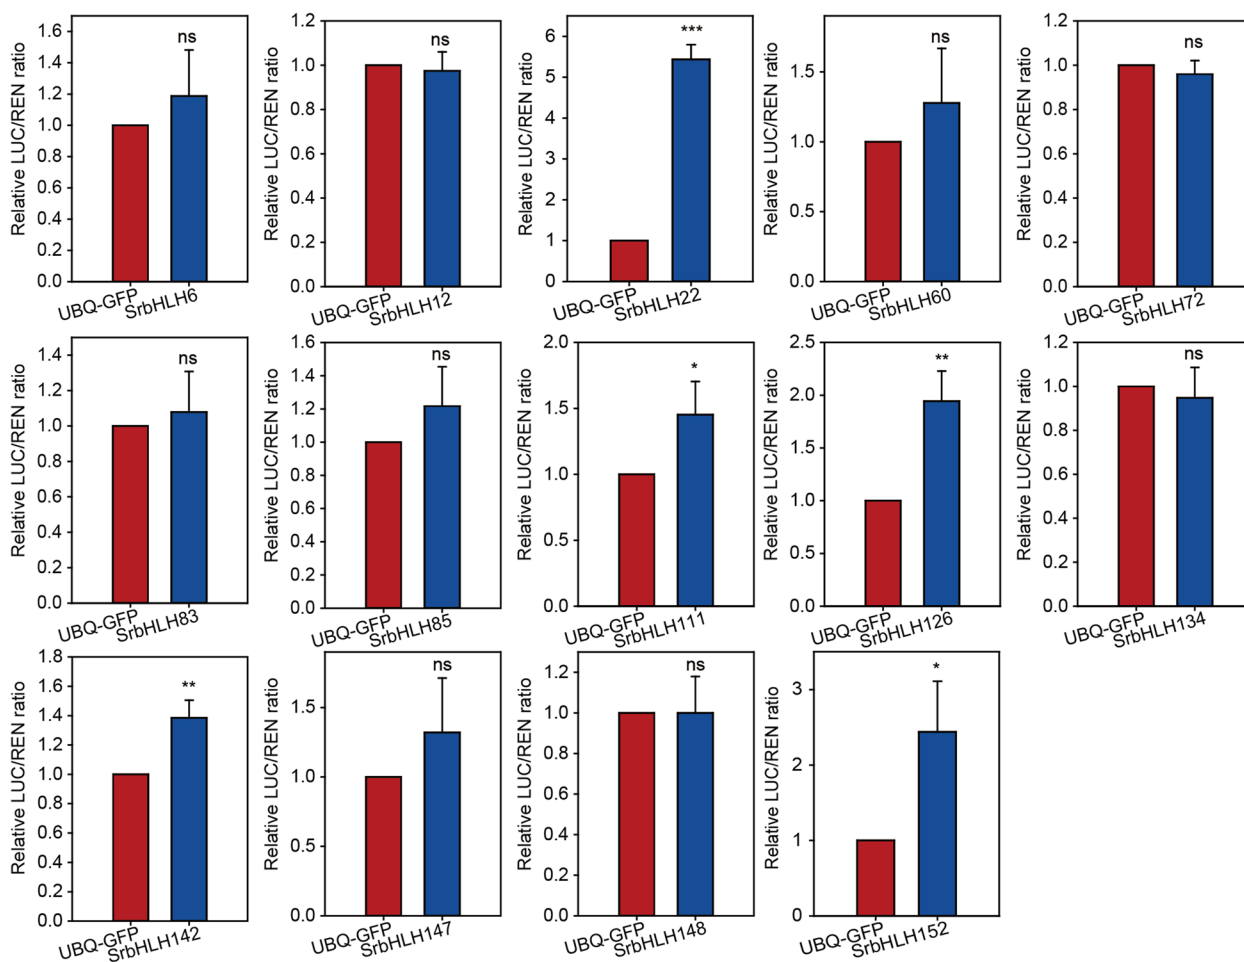 Relative LUC/REN ratio
1.6
1.4
1.2
1.0
0.8
0.6
0.4
0.2
0.0
ns
UBQ-GFP
SrbHLH6
Relative LUC/REN ratio
1.2
1.0
0.8
0.6
0.4
0.2
0.0
ns
UBQ-GFP
SrbHLH12
Relative LUC/REN ratio
6
5
4
3
2
1
0
***
UBQ-GFP
SrbHLH22
Relative LUC/REN ratio
1.5
1.0
0.5
0.0
ns
UBQ-GFP
SrbHLH60
Relative LUC/REN ratio
1.2
1.0
0.8
0.6
0.4
0.2
0.0
ns
UBQ-GFP
SrbHLH72
Relative LUC/REN ratio
1.4
1.2
1.0
0.8
0.6
0.4
0.2
0.0
ns
UBQ-GFP
SrbHLH83
Relative LUC/REN ratio
1.6
1.4
1.2
1.0
0.8
0.6
0.4
0.2
0.0
ns
UBQ-GFP
SrbHLH85
Relative LUC/REN ratio
2.0
1.5
1.0
0.5
0.0
*
UBQ-GFP
SrbHLH111
Relative LUC/REN ratio
2.5
2.0
1.5
1.0
0.5
0.0
**
UBQ-GFP
SrbHLH126
Relative LUC/REN ratio
1.2
1.0
0.8
0.6
0.4
0.2
0.0
ns
UBQ-GFP
SrbHLH134
Relative LUC/REN ratio
1.8
1.6
1.4
1.2
1.0
0.8
0.6
0.4
0.2
0.0
**
UBQ-GFP
SrbHLH142
Relative LUC/REN ratio
1.5
1.0
0.5
0.0
ns
UBQ-GFP
SrbHLH147
Relative LUC/REN ratio
1.2
1.0
0.8
0.6
0.4
0.2
0.0
ns
UBQ-GFP
SrbHLH148
Relative LUC/REN ratio
3
2
1
0
*
UBQ-GFP
SrbHLH152